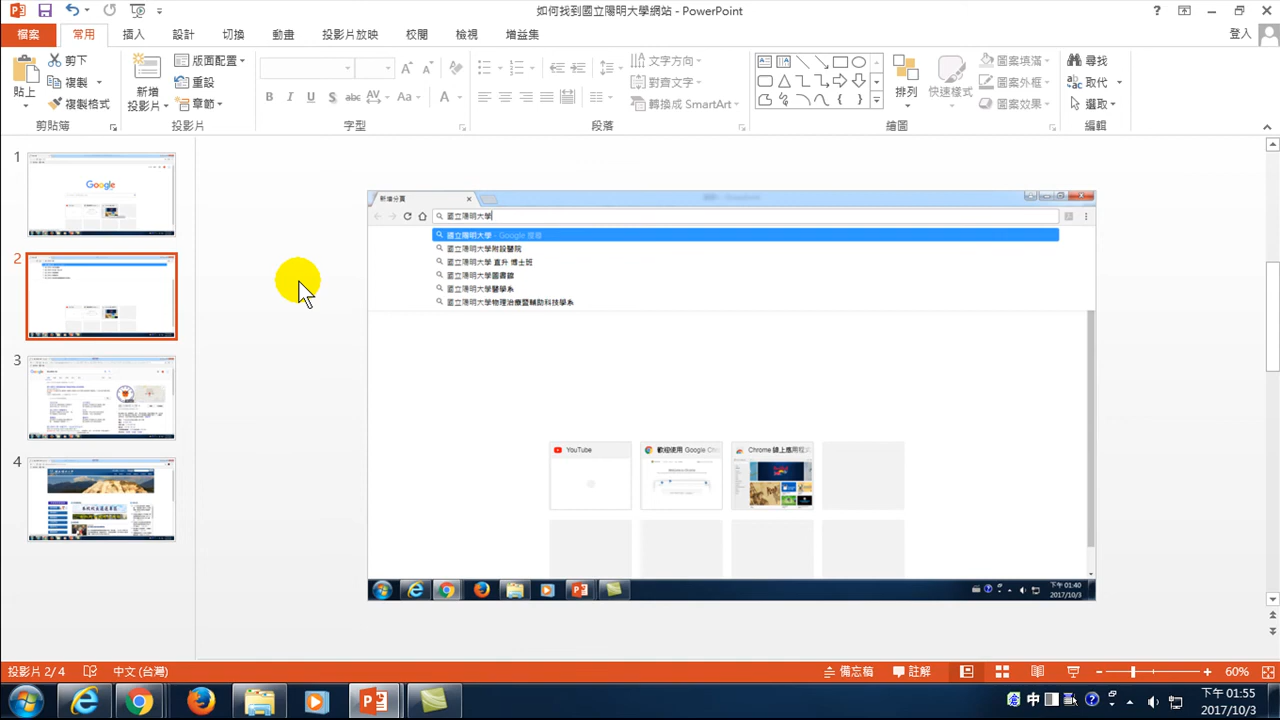 如何找到國立陽明大學網站 - PowerPoint
檔案 常用 插入 設計 切換 動畫 投影片放映 校閱 檢視 增益集 登入
貼上 剪下 複製 複製格式 剪貼簿
新增投影片 版面配置 重設 章節 投影片
B I U S abc AV Aa A 字型
文字方向 對齊文字 轉換成 SmartArt 段落
排列 快速樣式 圖案填滿 圖案外框 圖案效果 繪圖
尋找 取代 選取 編輯
1
Google
2
3
4
新增分頁
國立陽明大學
國立陽明大學 - Google 搜尋
國立陽明大學附設醫院
國立陽明大學 直升 博士班
國立陽明大學圖書館
國立陽明大學醫學系
國立陽明大學物理治療暨輔助科技學系
YouTube 歡迎使用 Google Chr Chrome 線上應用程式
下午 01:40
2017/10/3
投影片 2/4 中文 (台灣) 備忘稿 註解 60%
中 下午 01:55
2017/10/3